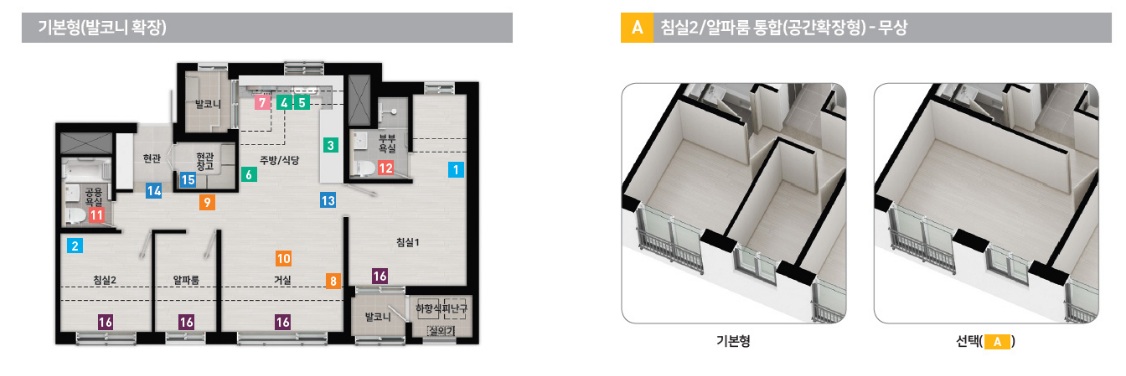 기본형(발코니 확장)
A 침실2/알파룸 통합(공간확장형) - 무상
발코니
7
4
5
3
주방/식당
6
부부
욕실
12
1
현관
현관
창고
14
15
공용
욕실
11
9
13
2
침실1
10
침실2
알파룸
거실
8
16
16
16
16
발코니
하향식피난구
실외기
기본형
선택( A )